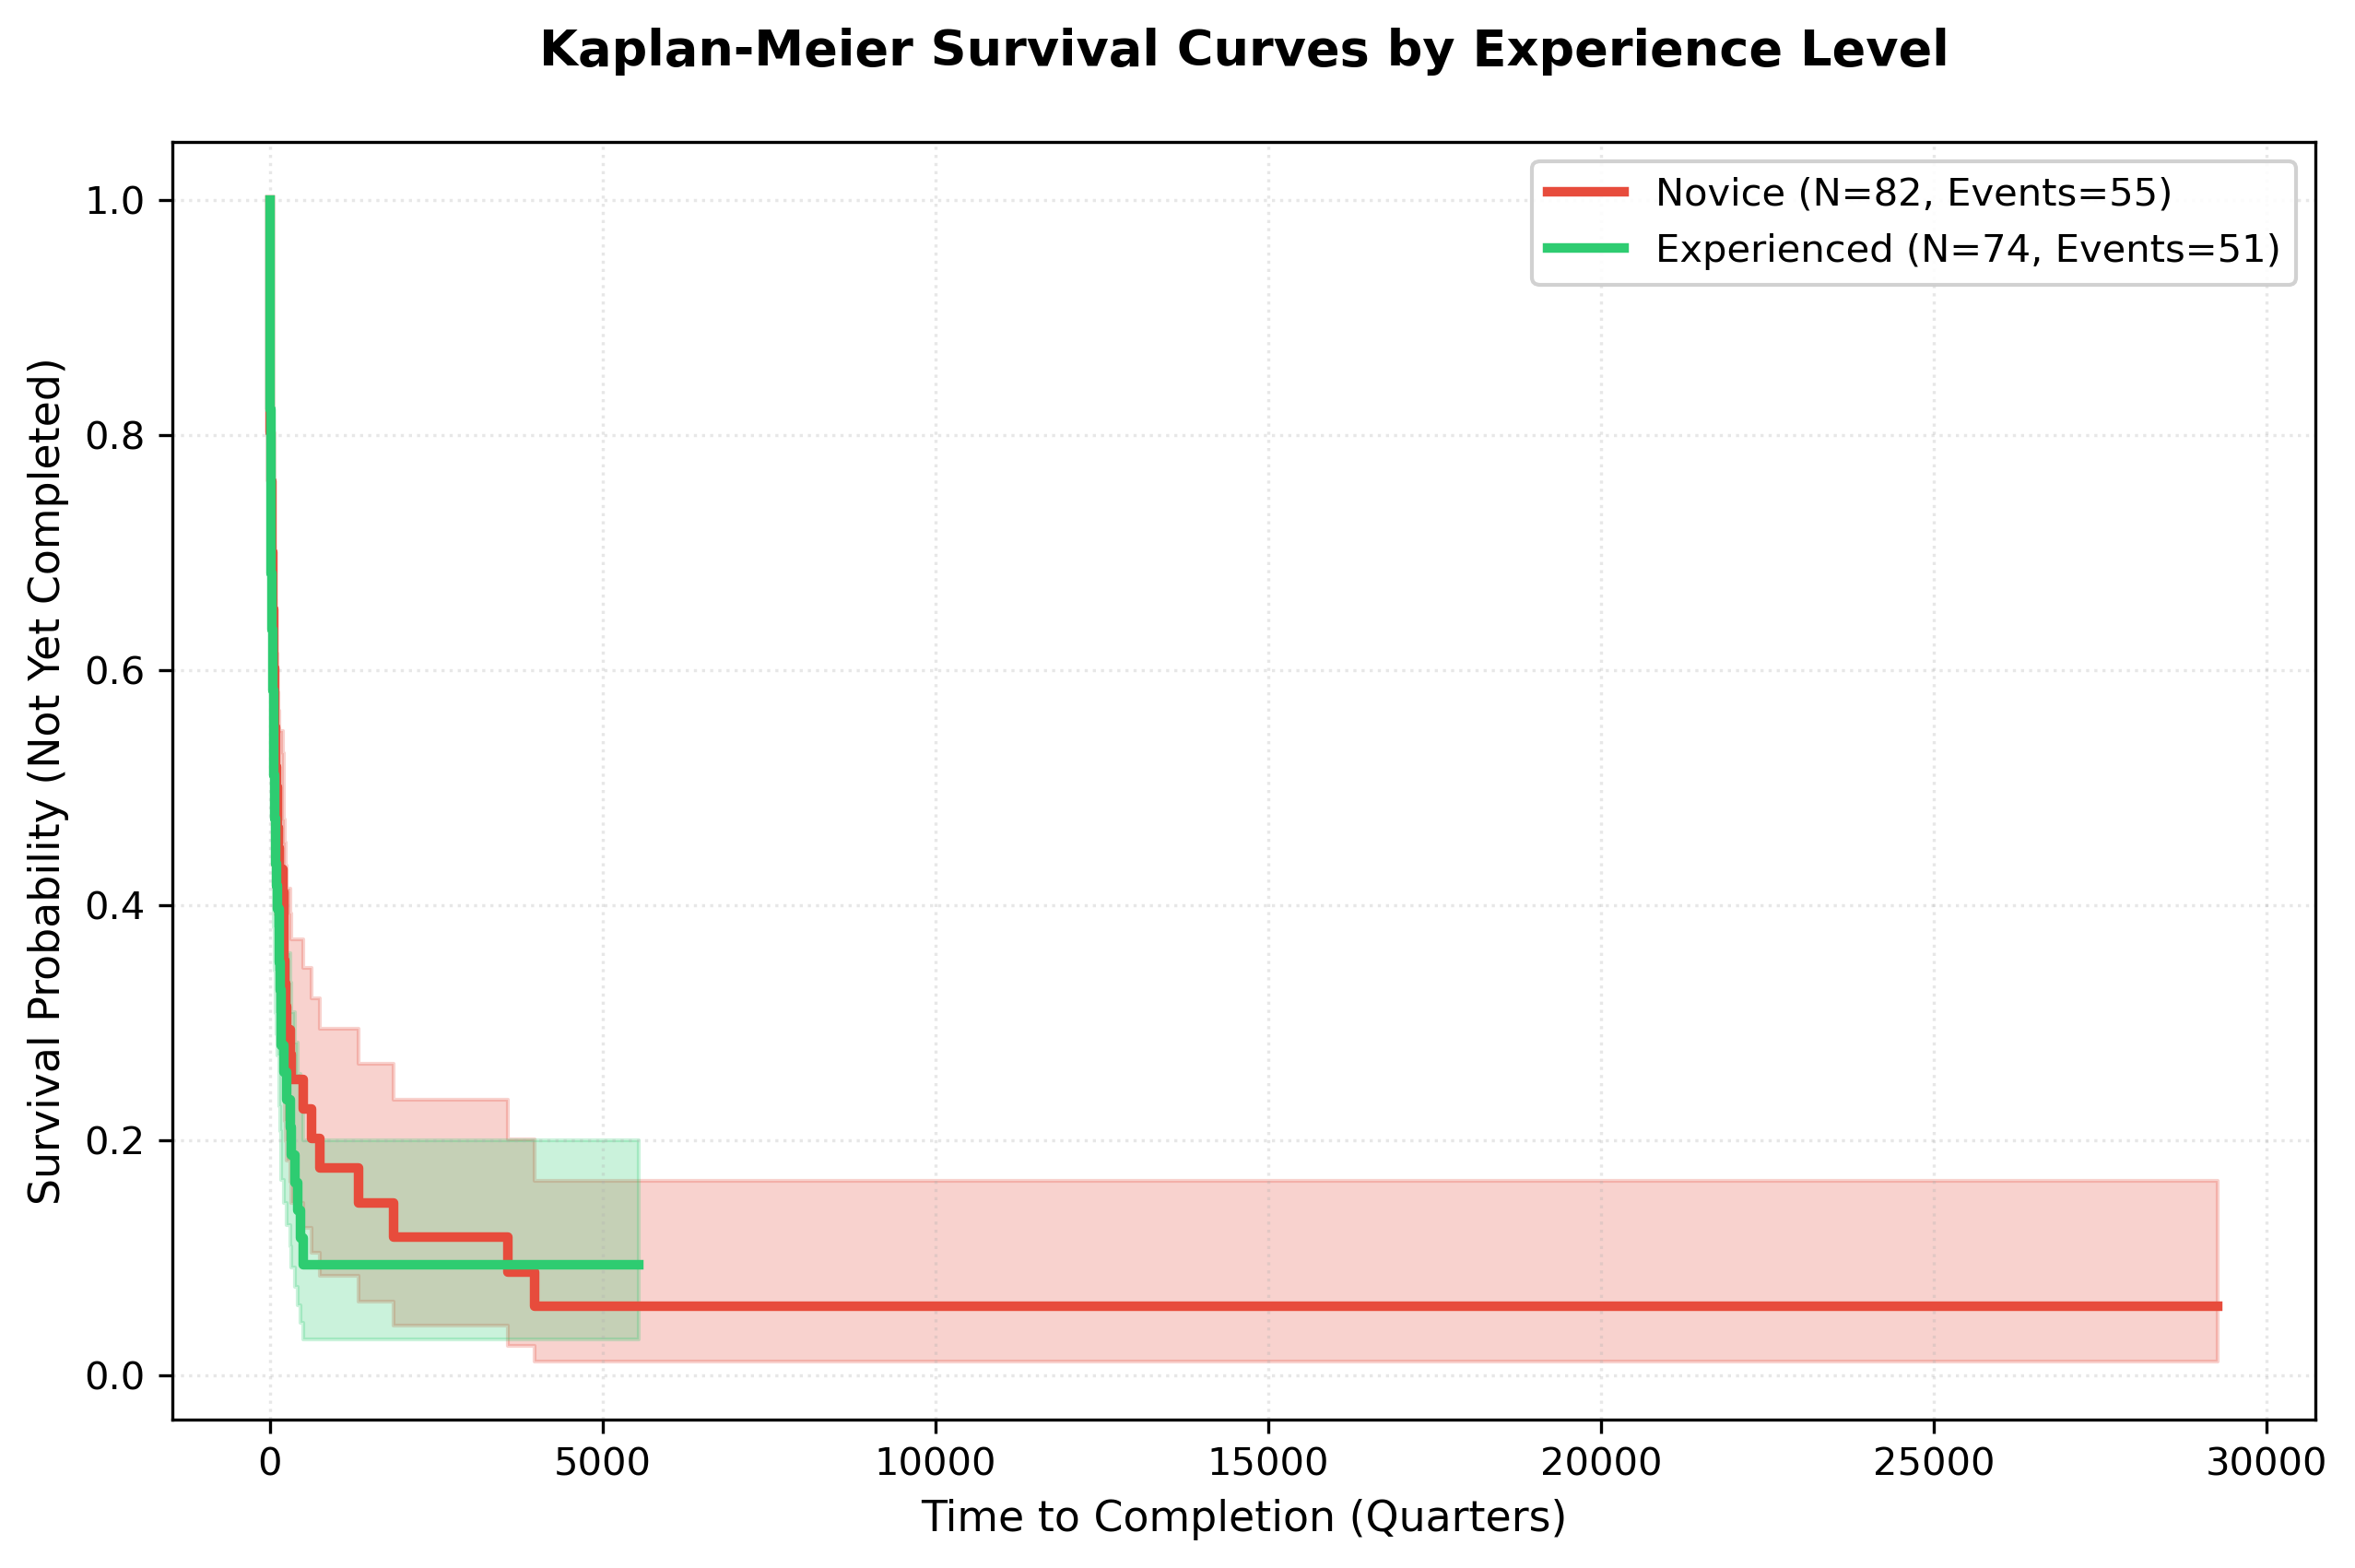 Kaplan-Meier Survival Curves by Experience Level
Novice (N=82, Events=55)
Experienced (N=74, Events=51)
Survival Probability (Not Yet Completed)
1.0
0.8
0.6
0.4
0.2
0.0
0 5000 10000 15000 20000 25000 30000
Time to Completion (Quarters)